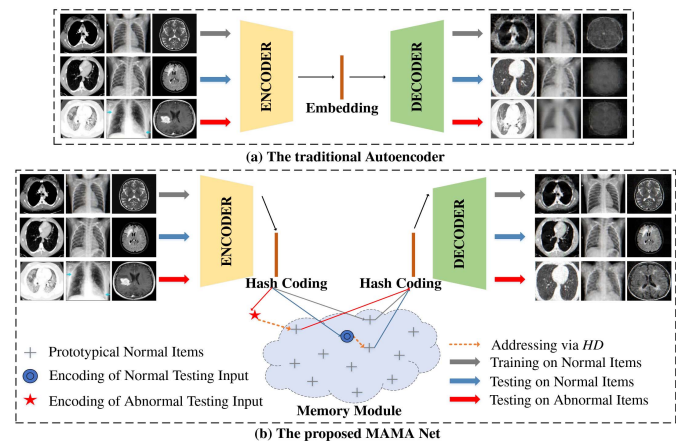 ENCODER
Embedding
DECODER
(a) The traditional Autoencoder
ENCODER
Hash Coding
Hash Coding
DECODER
Prototypical Normal Items
Encoding of Normal Testing Input
Encoding of Abnormal Testing Input
Memory Module
Addressing via HD
Training on Normal Items
Testing on Normal Items
Testing on Abnormal Items
(b) The proposed MAMA Net